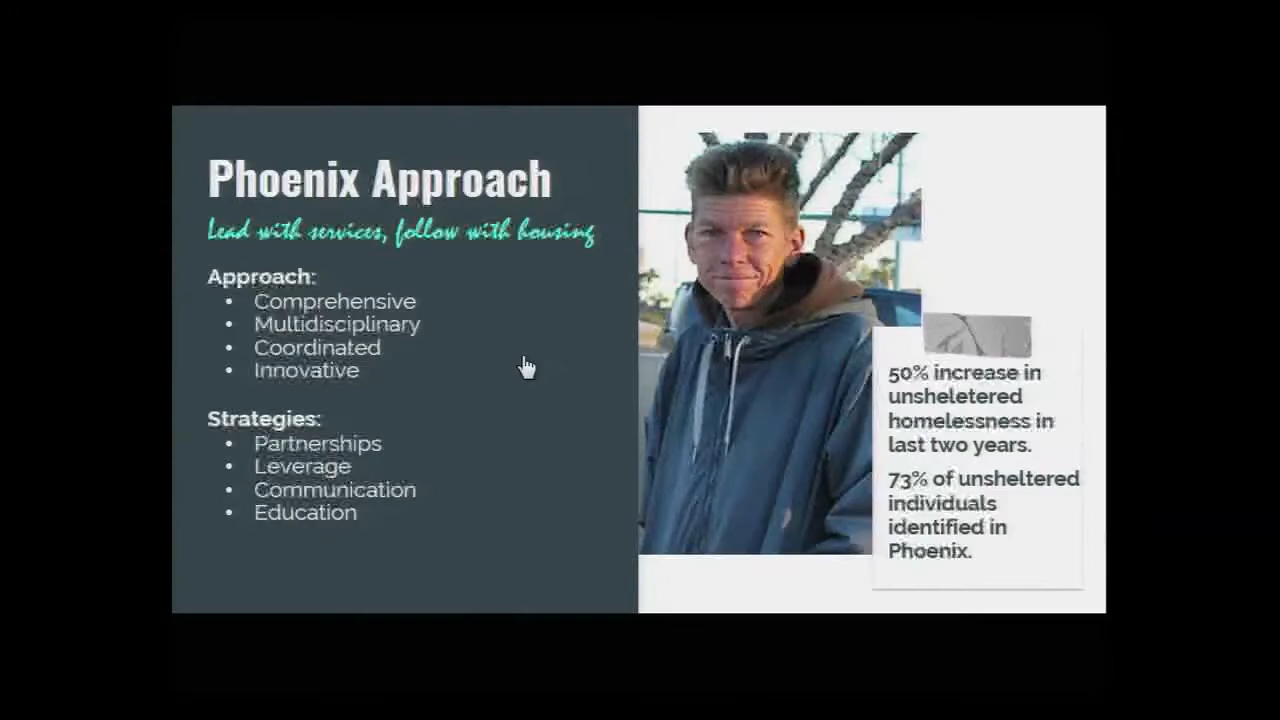 Phoenix Approach
Lead with services, follow with housing
Approach:
• Comprehensive
• Multidisciplinary
• Coordinated
• Innovative
Strategies:
• Partnerships
• Leverage
• Communication
• Education
50% increase in
unsheletered
homelessness in
last two years.
73% of unsheltered
individuals
identified in
Phoenix.